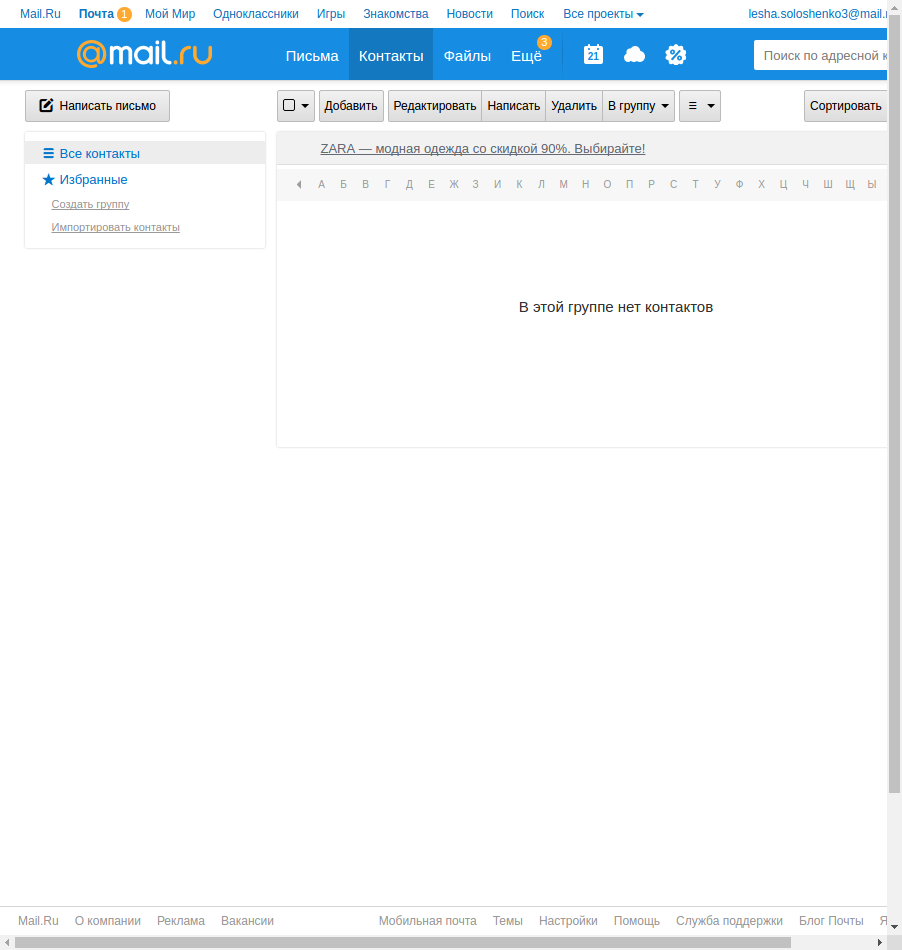 Mail.Ru Почта 1 Мой Мир Одноклассники Игры Знакомства Новости Поиск Все проекты lesha.soloshenko3@mail.r
@mail.ru Письма Контакты Файлы Ещё 3 21 % Поиск по адресной к
Написать письмо Добавить Редактировать Написать Удалить В группу Сортировать
Все контакты
Избранные
Создать группу
Импортировать контакты
ZARA — модная одежда со скидкой 90%. Выбирайте!
А Б В Г Д Е Ж З И К Л М Н О П Р С Т У Ф Х Ц Ч Ш Щ Ы
В этой группе нет контактов
Mail.Ru О компании Реклама Вакансии Мобильная почта Темы Настройки Помощь Служба поддержки Блог Почты Я